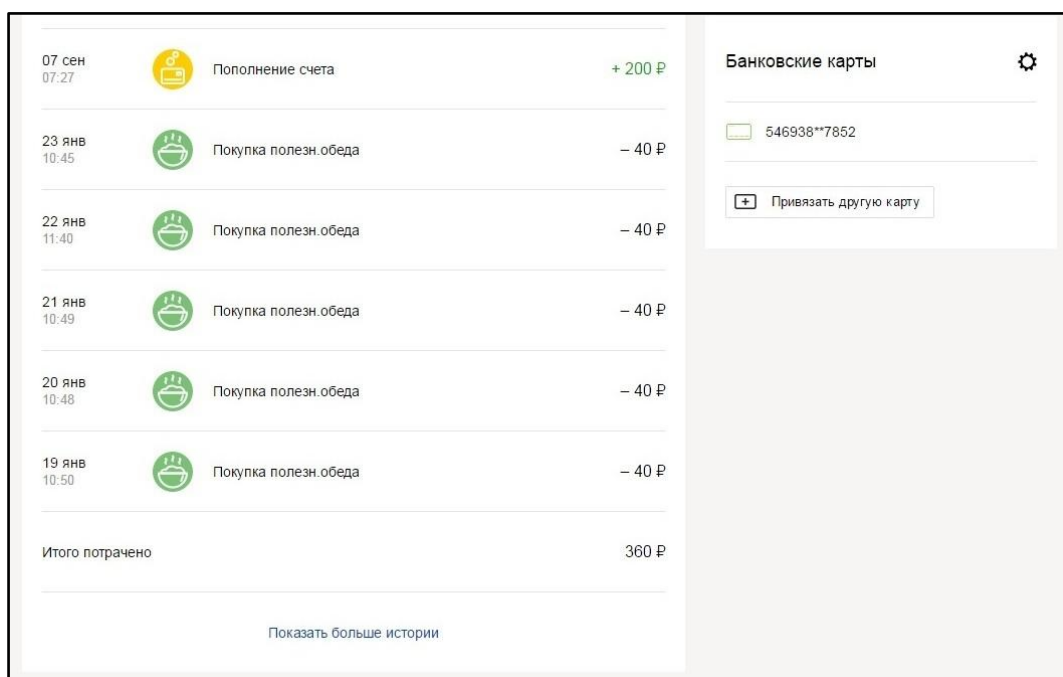 07 сен
07:27
Пополнение счета
+ 200 ₽
23 янв
10:45
Покупка полезн.обеда
– 40 ₽
22 янв
11:40
Покупка полезн.обеда
– 40 ₽
21 янв
10:49
Покупка полезн.обеда
– 40 ₽
20 янв
10:48
Покупка полезн.обеда
– 40 ₽
19 янв
10:50
Покупка полезн.обеда
– 40 ₽
Итого потрачено
360 ₽
Показать больше истории
Банковские карты
546938**7852
Привязать другую карту